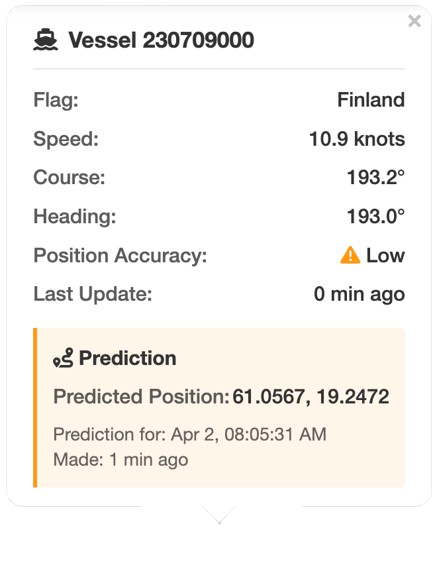 Vessel 230709000
Flag: Finland
Speed: 10.9 knots
Course: 193.2°
Heading: 193.0°
Position Accuracy: Low
Last Update: 0 min ago
Prediction
Predicted Position: 61.0567, 19.2472
Prediction for: Apr 2, 08:05:31 AM
Made: 1 min ago